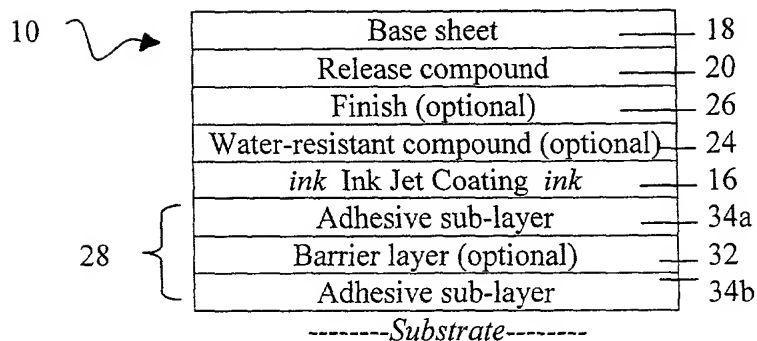 10
Base sheet 18
Release compound 20
Finish (optional) 26
Water-resistant compound (optional) 24
ink Ink Jet Coating ink 16
Adhesive sub-layer 34a
28
Barrier layer (optional) 32
Adhesive sub-layer 34b
--------Substrate--------